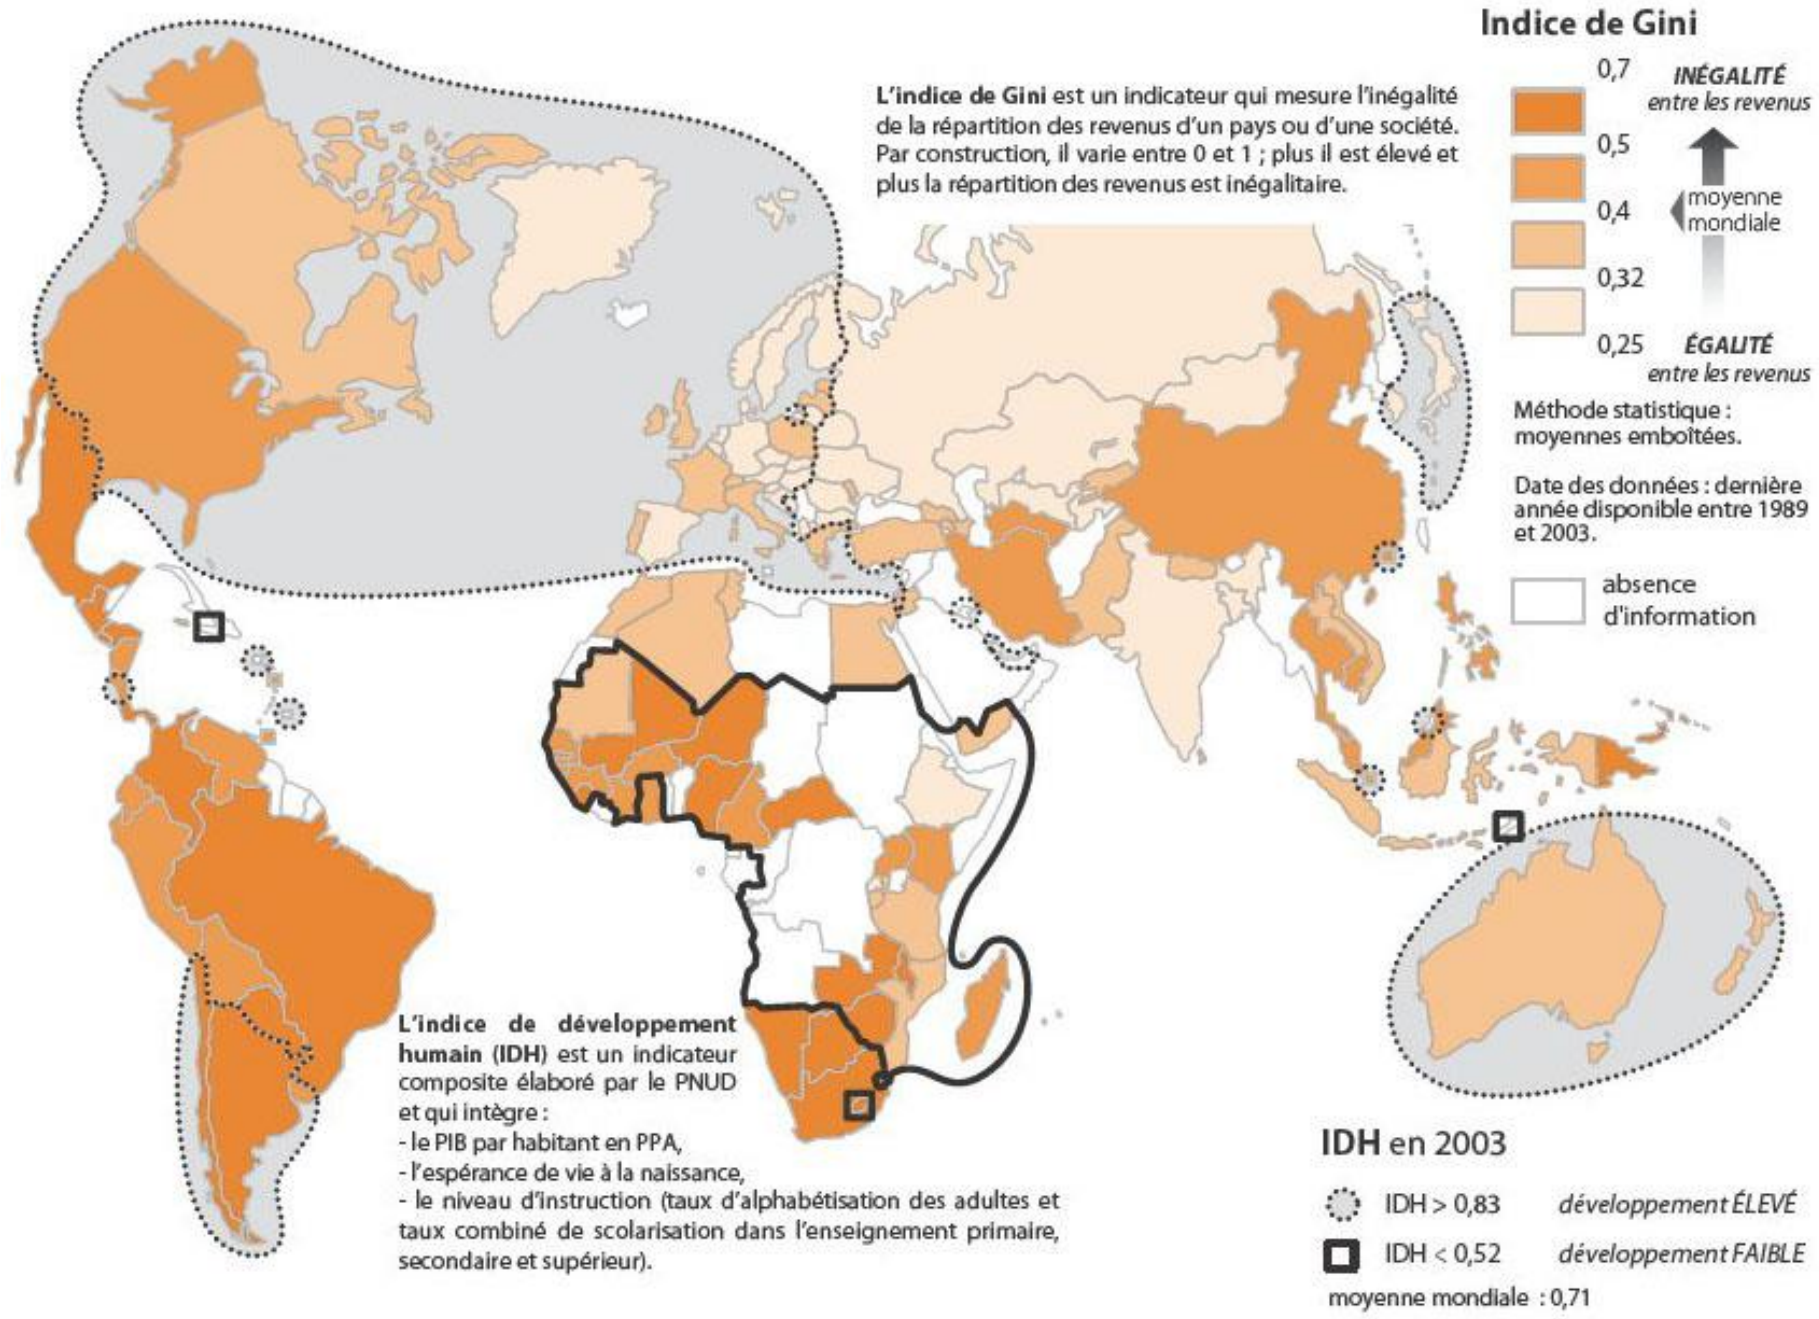 Indice de Gini
0,7
INÉGALITÉ
entre les revenus
0,5
0,4
moyenne
mondiale
0,32
0,25
ÉGALITÉ
entre les revenus
L'indice de Gini est un indicateur qui mesure l'inégalité
de la répartition des revenus d'un pays ou d'une société.
Par construction, il varie entre 0 et 1 ; plus il est élevé et
plus la répartition des revenus est inégalitaire.
Méthode statistique :
moyennes emboîtées.
Date des données : dernière
année disponible entre 1989
et 2003.
absence
d'information
L'indice de développement
humain (IDH) est un indicateur
composite élaboré par le PNUD
et qui intègre :
- le PIB par habitant en PPA,
- l'espérance de vie à la naissance,
- le niveau d'instruction (taux d'alphabétisation des adultes et
taux combiné de scolarisation dans l'enseignement primaire,
secondaire et supérieur).
IDH en 2003
IDH > 0,83 développement ÉLEVÉ
IDH < 0,52 développement FAIBLE
moyenne mondiale : 0,71